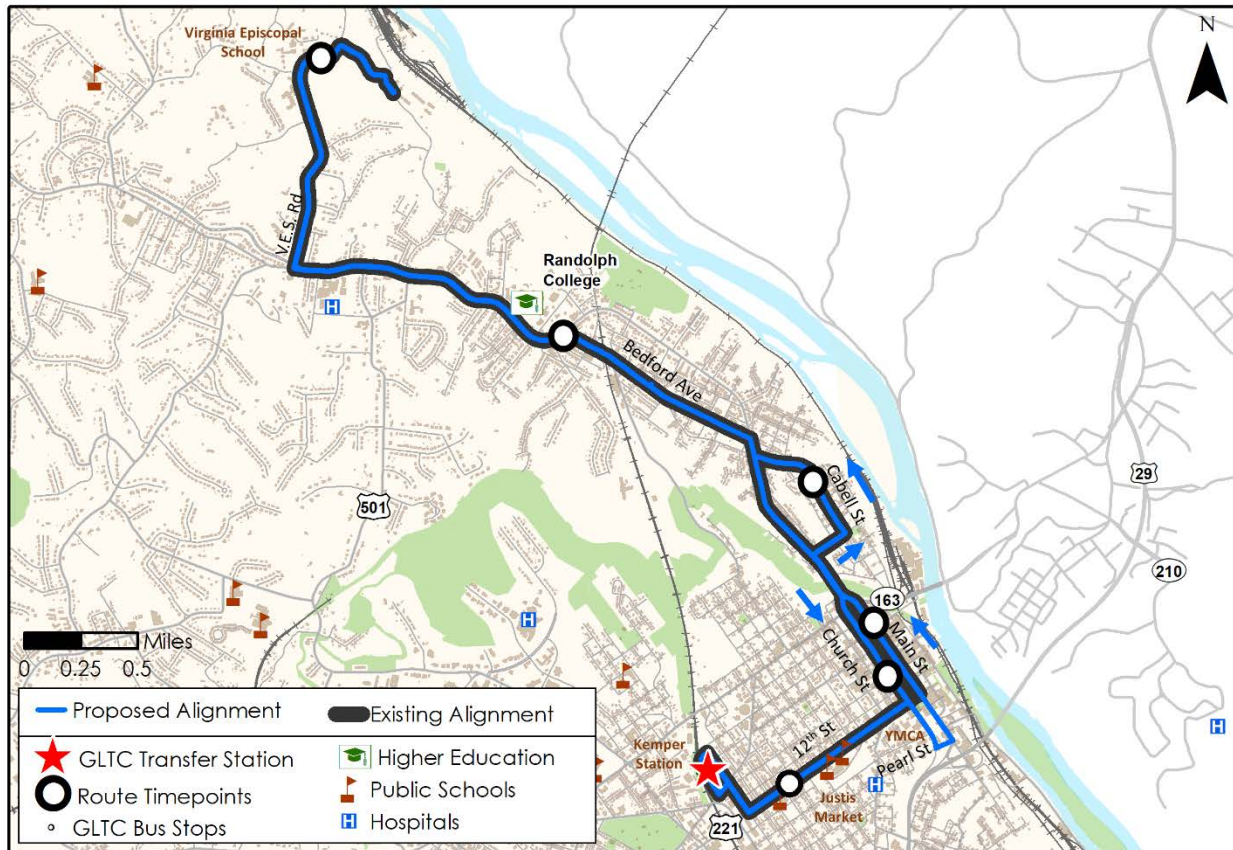 Virginia Episcopal
School
N
V.E.S. Rd
Randolph
College
H
Bedford Ave
Cabell St
29
501
210
163
H
Main St
Church St
Miles
0 0.25 0.5
12th St
YMCA
Pearl St
Kemper
Station
H
H
Justis
Market
221
Proposed Alignment
Existing Alignment
GLTC Transfer Station
Higher Education
Route Timepoints
Public Schools
GLTC Bus Stops
H Hospitals